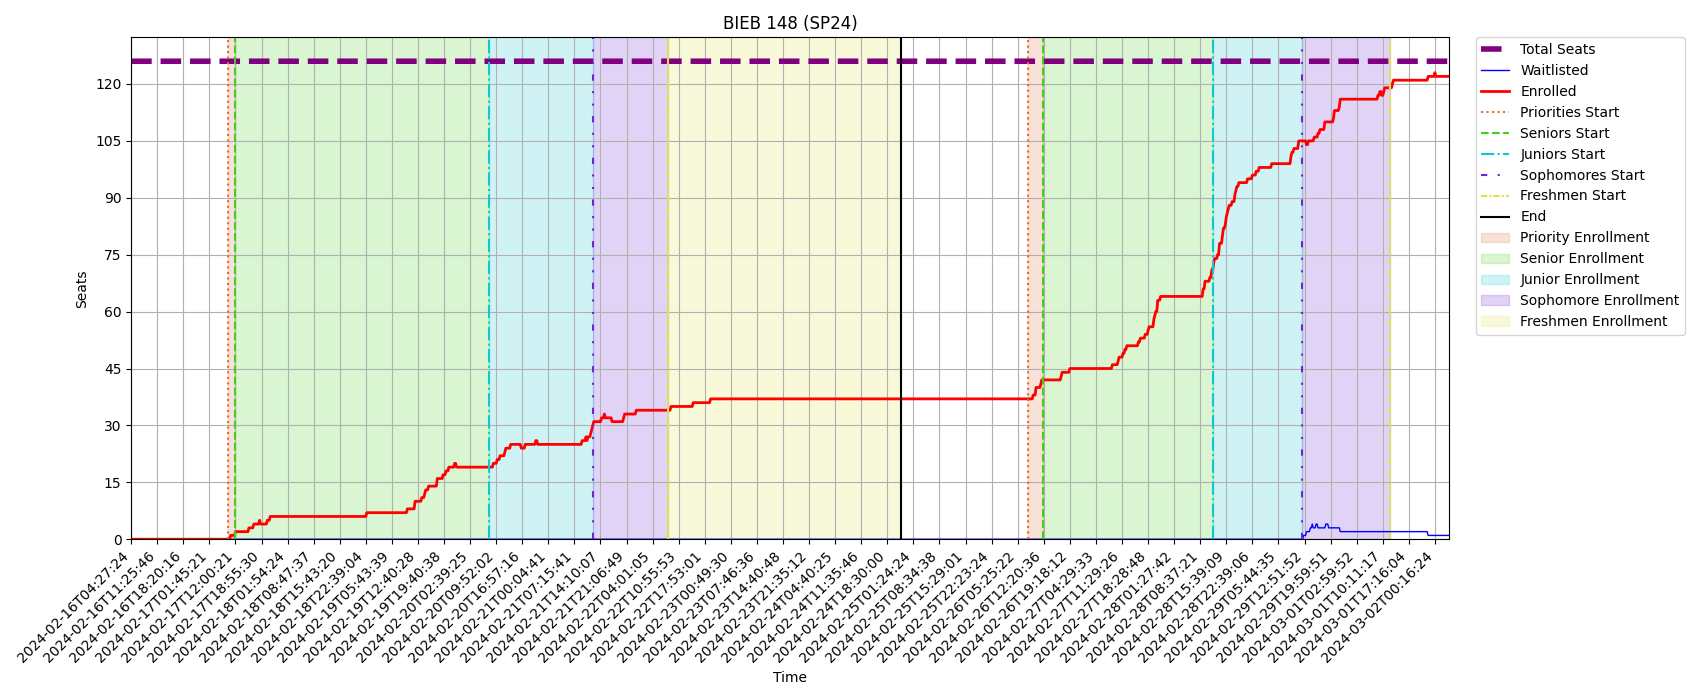 BIEB 148 (SP24)
Seats
120
105
90
75
60
45
30
15
0
2024-02-16T04:27:24
2024-02-16T11:25:46
2024-02-16T18:20:16
2024-02-17T01:45:21
2024-02-17T12:00:21
2024-02-17T18:55:30
2024-02-18T01:54:24
2024-02-18T08:47:37
2024-02-18T15:43:20
2024-02-18T22:39:04
2024-02-19T05:43:39
2024-02-19T12:40:28
2024-02-19T19:40:38
2024-02-20T02:39:25
2024-02-20T09:52:02
2024-02-20T16:57:16
2024-02-21T00:04:41
2024-02-21T07:15:41
2024-02-21T14:10:07
2024-02-21T21:06:49
2024-02-22T04:01:05
2024-02-22T10:55:53
2024-02-22T17:53:01
2024-02-23T00:49:30
2024-02-23T07:46:36
2024-02-23T14:40:48
2024-02-23T21:35:12
2024-02-24T04:40:25
2024-02-24T11:35:46
2024-02-24T18:30:00
2024-02-25T01:24:24
2024-02-25T08:34:38
2024-02-25T15:29:01
2024-02-25T22:23:24
2024-02-26T05:25:22
2024-02-26T12:20:36
2024-02-26T19:18:12
2024-02-27T04:29:33
2024-02-27T11:29:26
2024-02-27T18:28:48
2024-02-28T01:27:42
2024-02-28T08:37:21
2024-02-28T15:39:09
2024-02-28T22:39:06
2024-02-29T05:44:35
2024-02-29T12:51:52
2024-02-29T19:59:51
2024-03-01T02:59:52
2024-03-01T10:11:17
2024-03-01T17:16:04
2024-03-02T00:16:24
Time
Total Seats
Waitlisted
Enrolled
Priorities Start
Seniors Start
Juniors Start
Sophomores Start
Freshmen Start
End
Priority Enrollment
Senior Enrollment
Junior Enrollment
Sophomore Enrollment
Freshmen Enrollment